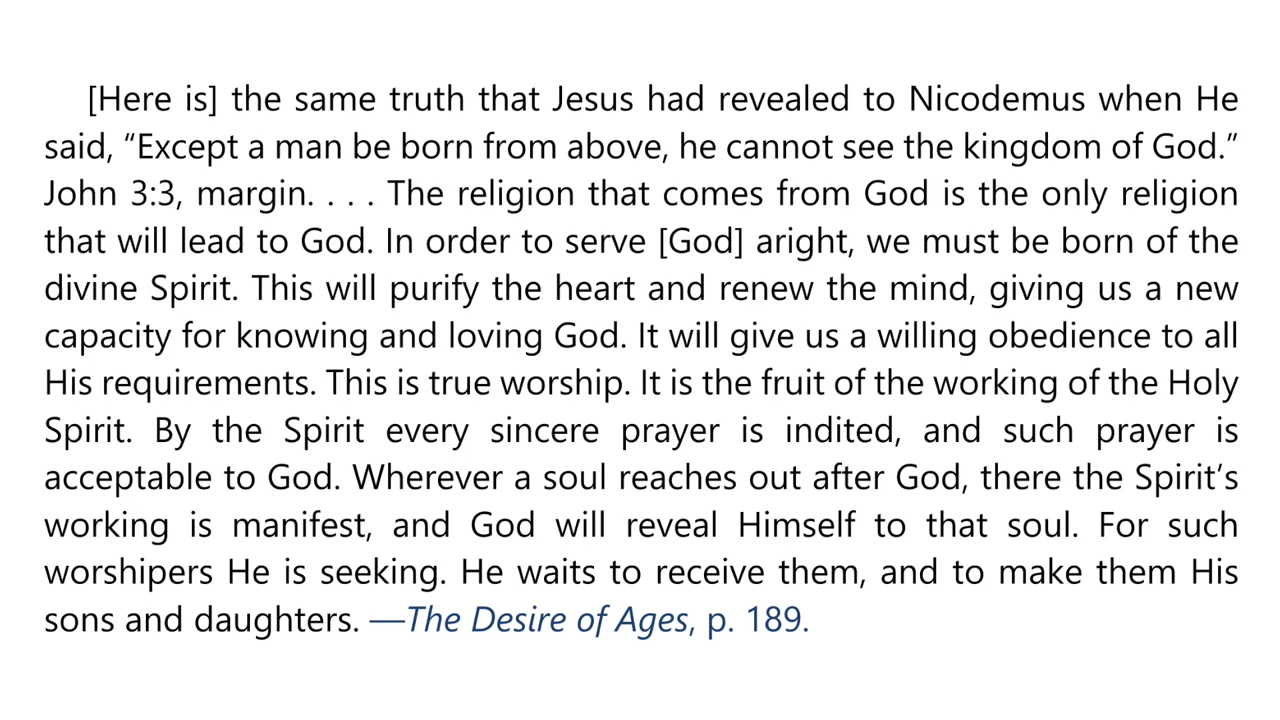 [Here is] the same truth that Jesus had revealed to Nicodemus when He
said, “Except a man be born from above, he cannot see the kingdom of God.”
John 3:3, margin. . . . The religion that comes from God is the only religion
that will lead to God. In order to serve [God] aright, we must be born of the
divine Spirit. This will purify the heart and renew the mind, giving us a new
capacity for knowing and loving God. It will give us a willing obedience to all
His requirements. This is true worship. It is the fruit of the working of the Holy
Spirit. By the Spirit every sincere prayer is indited, and such prayer is
acceptable to God. Wherever a soul reaches out after God, there the Spirit’s
working is manifest, and God will reveal Himself to that soul. For such
worshipers He is seeking. He waits to receive them, and to make them His
sons and daughters. —The Desire of Ages, p. 189.